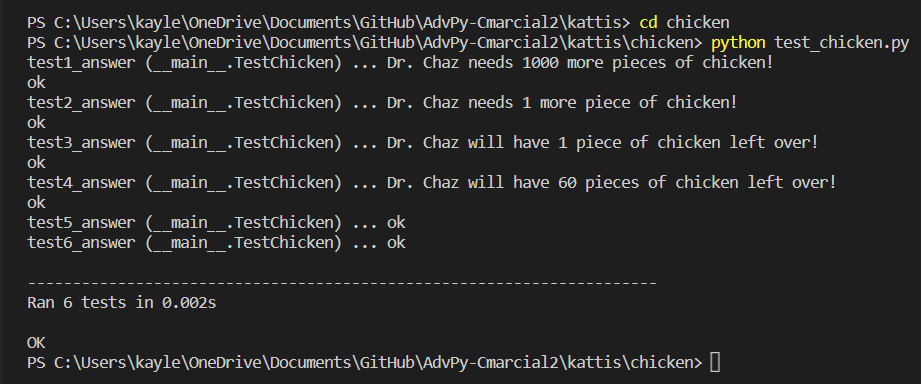 PS C:\Users\kayle\OneDrive\Documents\GitHub\AdvPy-Cmarcial2\kattis> cd chicken
PS C:\Users\kayle\OneDrive\Documents\GitHub\AdvPy-Cmarcial2\kattis\chicken> python test_chicken.py
test1_answer (__main__.TestChicken) ... Dr. Chaz needs 1000 more pieces of chicken!
ok
test2_answer (__main__.TestChicken) ... Dr. Chaz needs 1 more piece of chicken!
ok
test3_answer (__main__.TestChicken) ... Dr. Chaz will have 1 piece of chicken left over!
ok
test4_answer (__main__.TestChicken) ... Dr. Chaz will have 60 pieces of chicken left over!
ok
test5_answer (__main__.TestChicken) ... ok
test6_answer (__main__.TestChicken) ... ok
----------------------------------------------------------------------
Ran 6 tests in 0.002s
OK
PS C:\Users\kayle\OneDrive\Documents\GitHub\AdvPy-Cmarcial2\kattis\chicken>